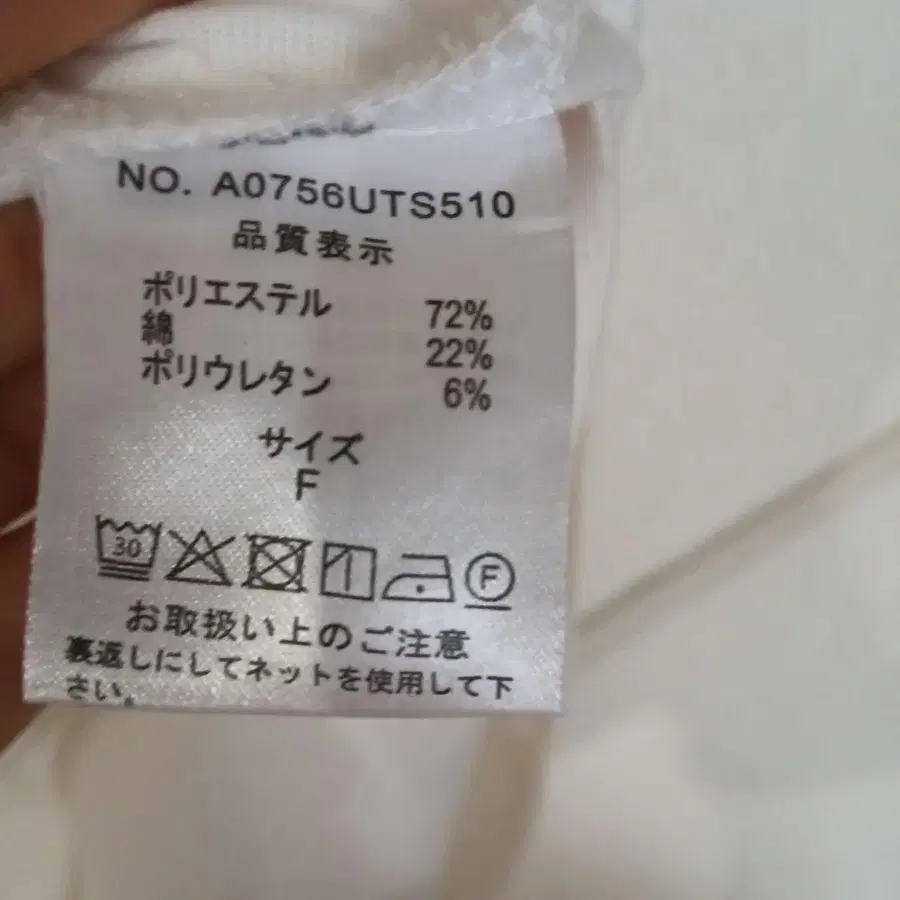 NO. A0756UTS510
品質表示
ポリエステル 72%
綿 22%
ポリウレタン 6%
サイズ
F
30
F
お取扱い上のご注意
裏返しにしてネットを使用して下
さい。